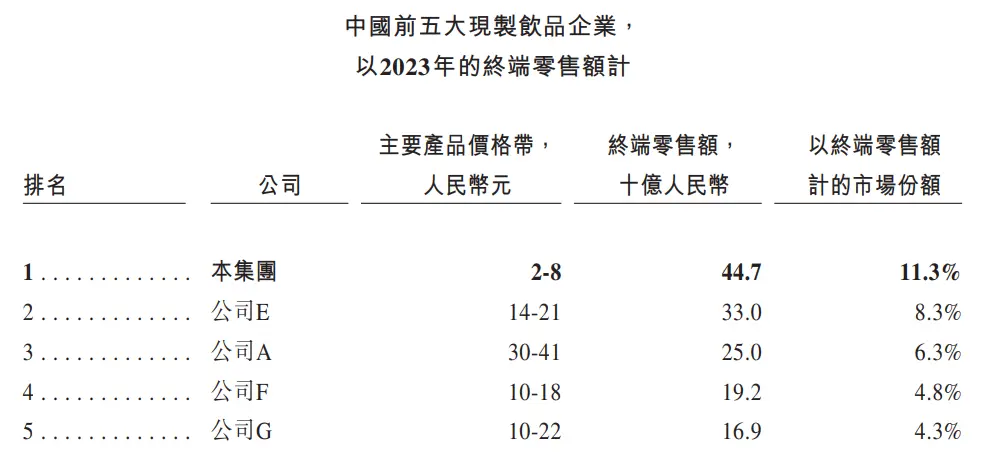 中國前五大現製飲品企業，
以2023年的終端零售額計
主要產品價格帶， 終端零售額， 以終端零售額
排名 公司 人民幣元 十億人民幣 計的市場份額
1 . . . . . . . . . . . . . 本集團 2-8 44.7 11.3%
2 . . . . . . . . . . . . . 公司E 14-21 33.0 8.3%
3 . . . . . . . . . . . . . 公司A 30-41 25.0 6.3%
4 . . . . . . . . . . . . . 公司F 10-18 19.2 4.8%
5 . . . . . . . . . . . . . 公司G 10-22 16.9 4.3%